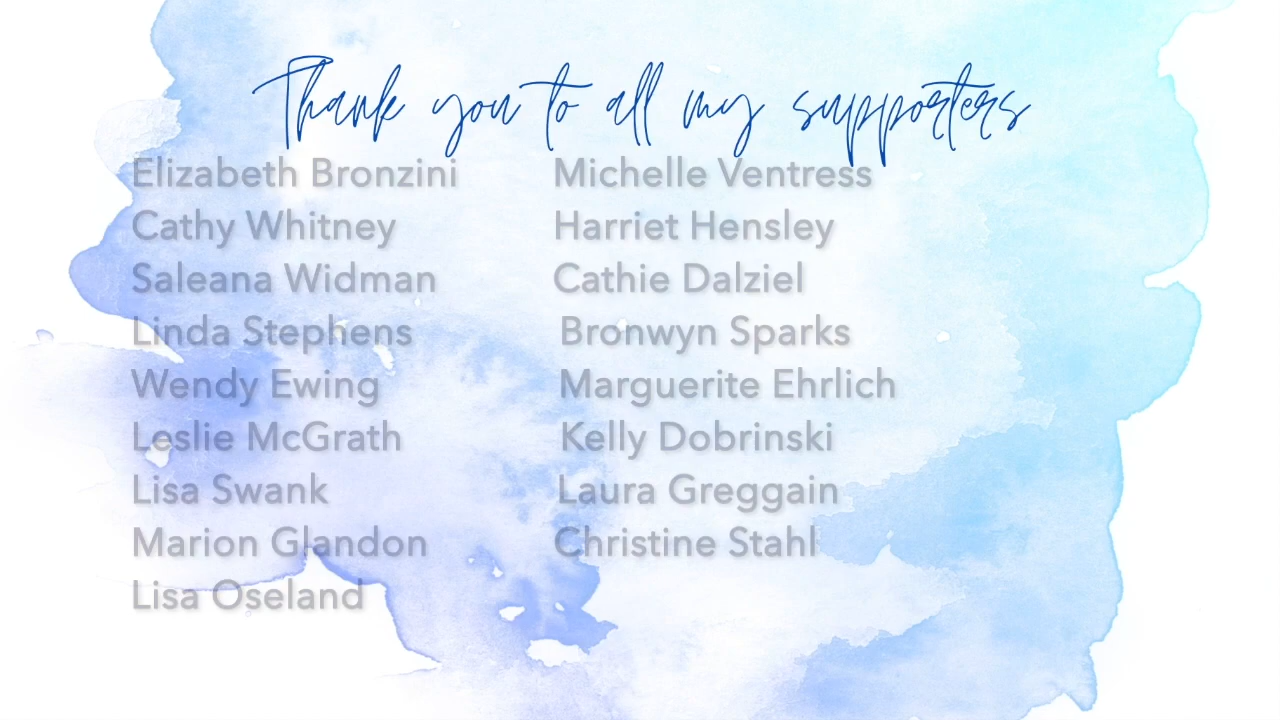 Thank you to all my supporters
Elizabeth Bronzini
Cathy Whitney
Saleana Widman
Linda Stephens
Wendy Ewing
Leslie McGrath
Lisa Swank
Marion Glandon
Lisa Oseland
Michelle Ventress
Harriet Hensley
Cathie Dalziel
Bronwyn Sparks
Marguerite Ehrlich
Kelly Dobrinski
Laura Greggain
Christine Stahl